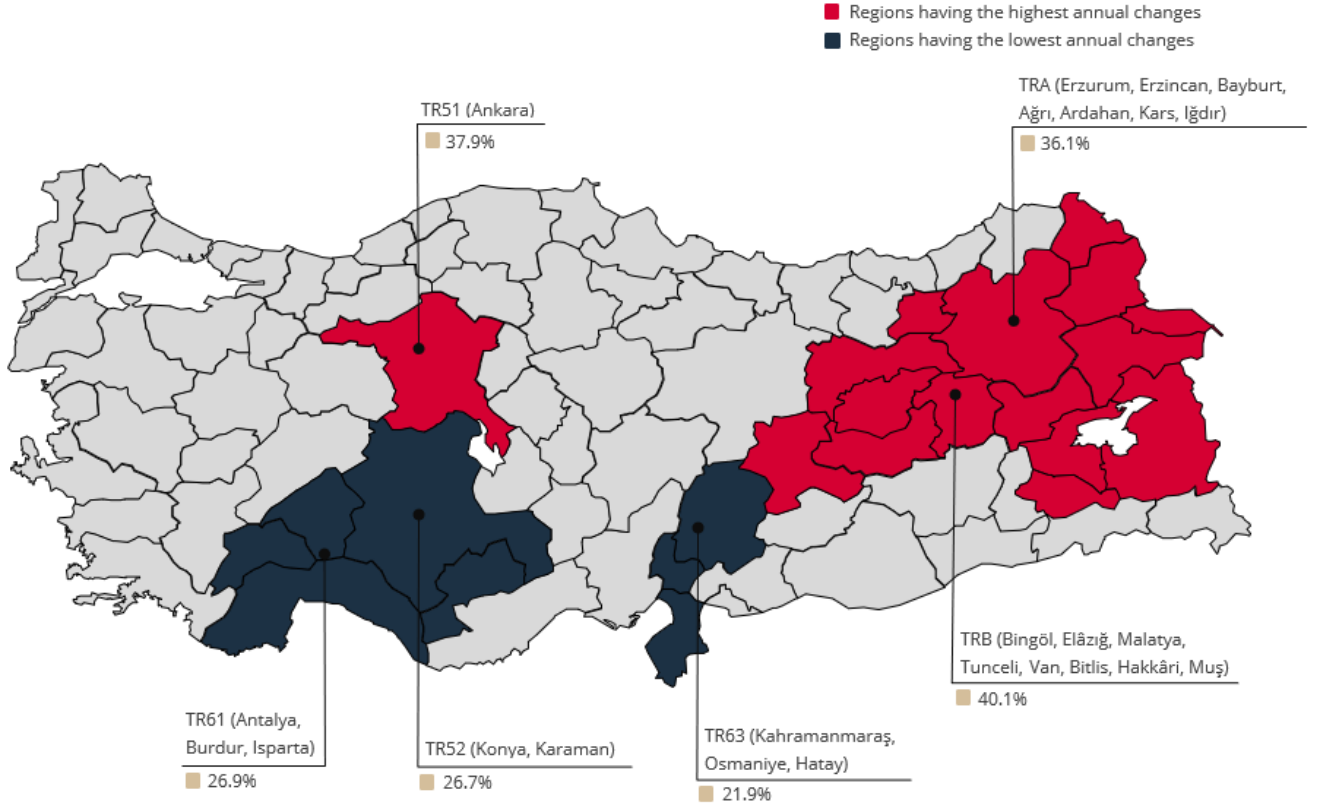 Regions having the highest annual changes
Regions having the lowest annual changes
TRA (Erzurum, Erzincan, Bayburt,
Ağrı, Ardahan, Kars, Iğdır)
36.1%
TR51 (Ankara)
37.9%
TRB (Bingöl, Elâzığ, Malatya,
Tunceli, Van, Bitlis, Hakkâri, Muş)
40.1%
TR61 (Antalya,
Burdur, Isparta)
26.9%
TR52 (Konya, Karaman)
26.7%
TR63 (Kahramanmaraş,
Osmaniye, Hatay)
21.9%